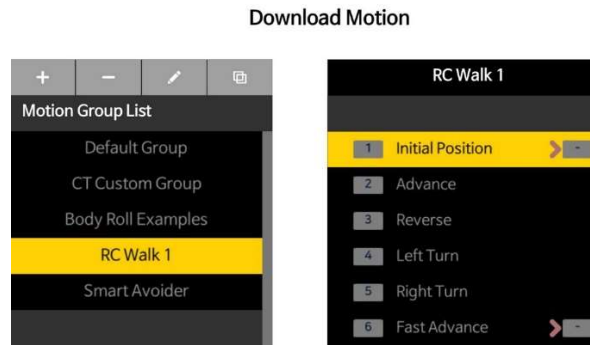 Download Motion
+ -
Motion Group List
Default Group
CT Custom Group
Body Roll Examples
RC Walk 1
Smart Avoider
RC Walk 1
1 Initial Position -
2 Advance
3 Reverse
4 Left Turn
5 Right Turn
6 Fast Advance -